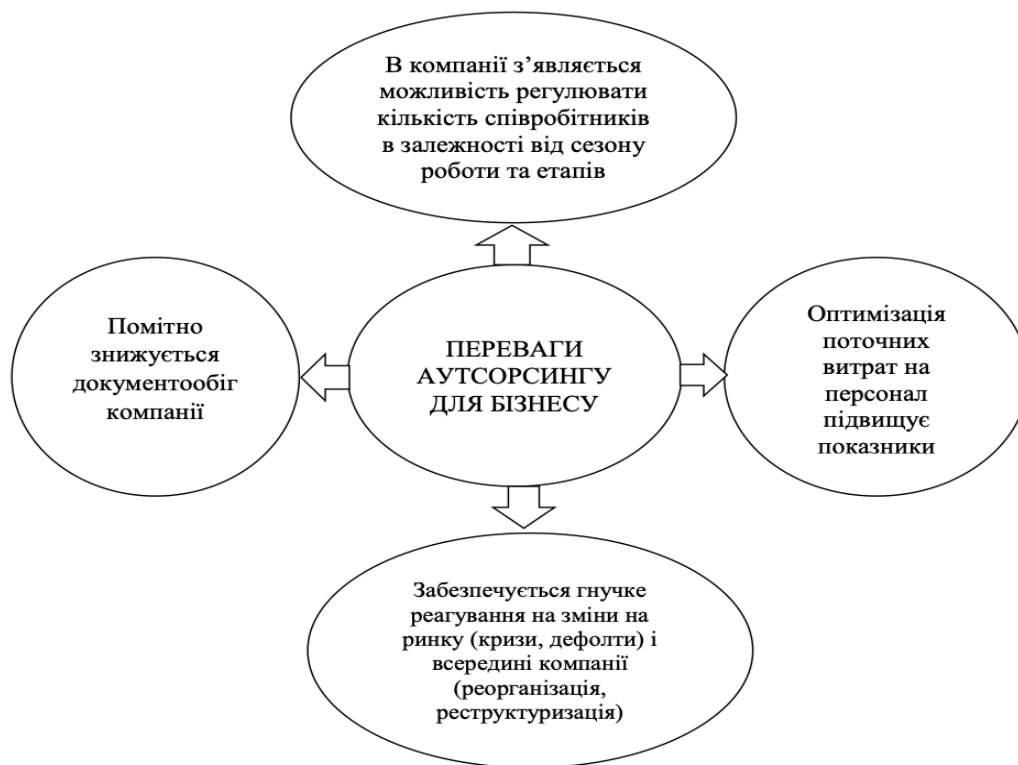 В компанії з’являється
можливість регулювати
кількість співробітників
в залежності від сезону
роботи та етапів
Помітно
знижується
документообіг
компанії
ПЕРЕВАГИ
АУТСОРСИНГУ
ДЛЯ БІЗНЕСУ
Оптимізація
поточних
витрат на
персонал
підвищує
показники
Забезпечується гнучке
реагування на зміни на
ринку (кризи, дефолти) і
всередині компанії
(реорганізація,
реструктуризація)